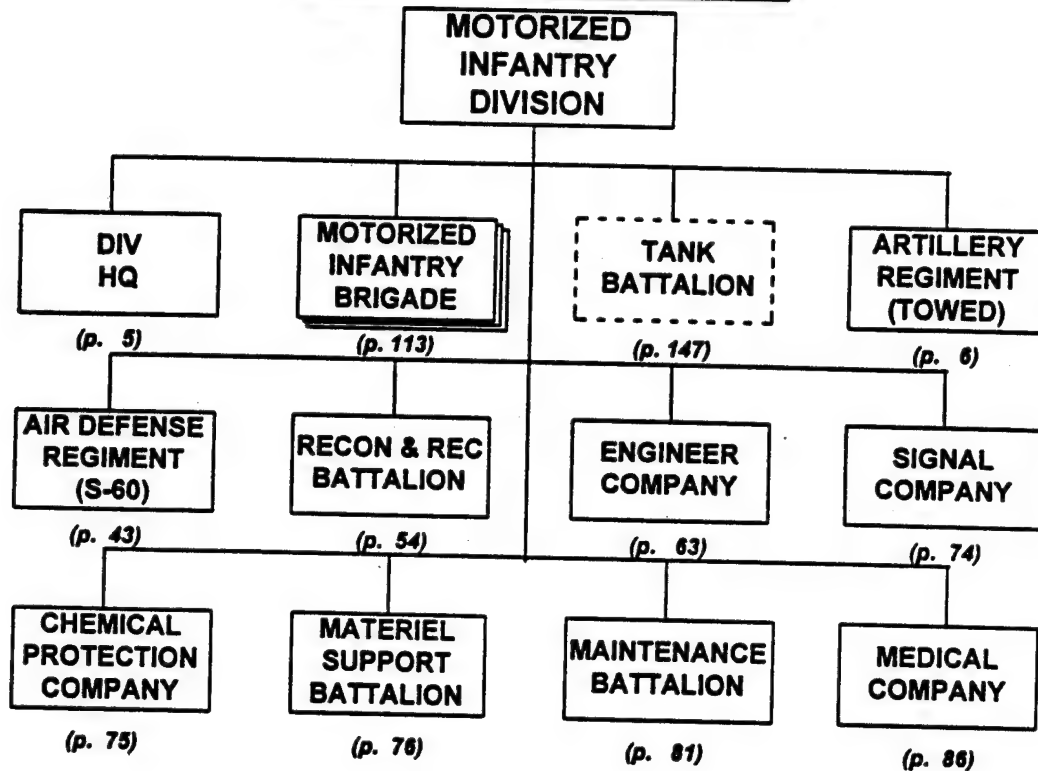 MOTORIZED
INFANTRY
DIVISION
DIV
HQ
(p. 5)
MOTORIZED
INFANTRY
BRIGADE
(p. 113)
TANK
BATTALION
(p. 147)
ARTILLERY
REGIMENT
(TOWED)
(p. 6)
AIR DEFENSE
REGIMENT
(S-60)
(p. 43)
RECON & REC
BATTALION
(p. 54)
ENGINEER
COMPANY
(p. 63)
SIGNAL
COMPANY
(p. 74)
CHEMICAL
PROTECTION
COMPANY
(p. 75)
MATERIEL
SUPPORT
BATTALION
(p. 76)
MAINTENANCE
BATTALION
(p. 81)
MEDICAL
COMPANY
(p. 86)